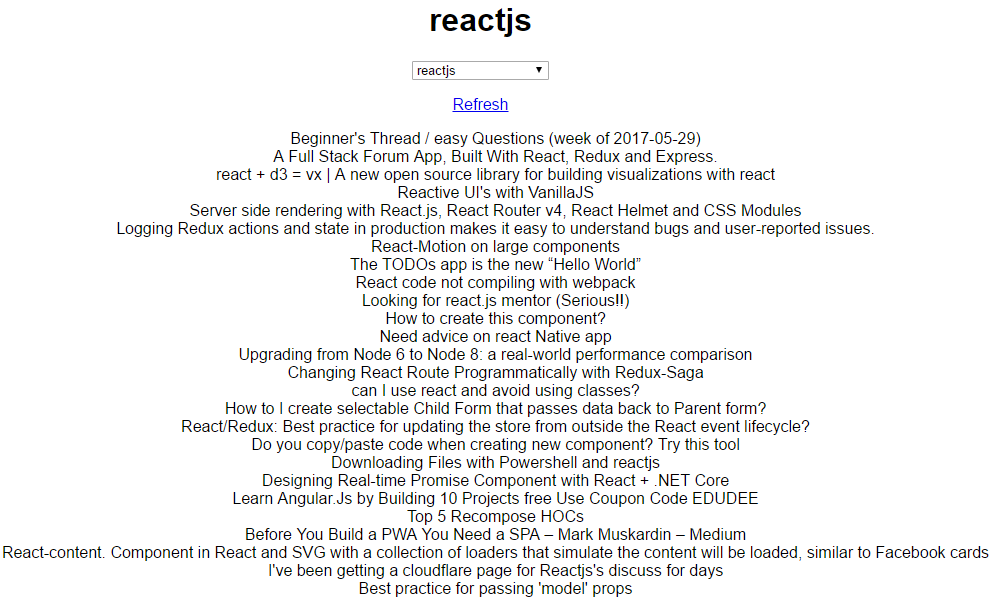 reactjs
reactjs
Refresh
Beginner's Thread / easy Questions (week of 2017-05-29)
A Full Stack Forum App, Built With React, Redux and Express.
react + d3 = vx | A new open source library for building visualizations with react
Reactive UI's with VanillaJS
Server side rendering with React.js, React Router v4, React Helmet and CSS Modules
Logging Redux actions and state in production makes it easy to understand bugs and user-reported issues.
React-Motion on large components
The TODOs app is the new “Hello World”
React code not compiling with webpack
Looking for react.js mentor (Serious!!)
How to create this component?
Need advice on react Native app
Upgrading from Node 6 to Node 8: a real-world performance comparison
Changing React Route Programmatically with Redux-Saga
can I use react and avoid using classes?
How to I create selectable Child Form that passes data back to Parent form?
React/Redux: Best practice for updating the store from outside the React event lifecycle?
Do you copy/paste code when creating new component? Try this tool
Downloading Files with Powershell and reactjs
Designing Real-time Promise Component with React + .NET Core
Learn Angular.Js by Building 10 Projects free Use Coupon Code EDUDEE
Top 5 Recompose HOCs
Before You Build a PWA You Need a SPA – Mark Muskardin – Medium
React-content. Component in React and SVG with a collection of loaders that simulate the content will be loaded, similar to Facebook cards
I've been getting a cloudflare page for Reactjs's discuss for days
Best practice for passing 'model' props